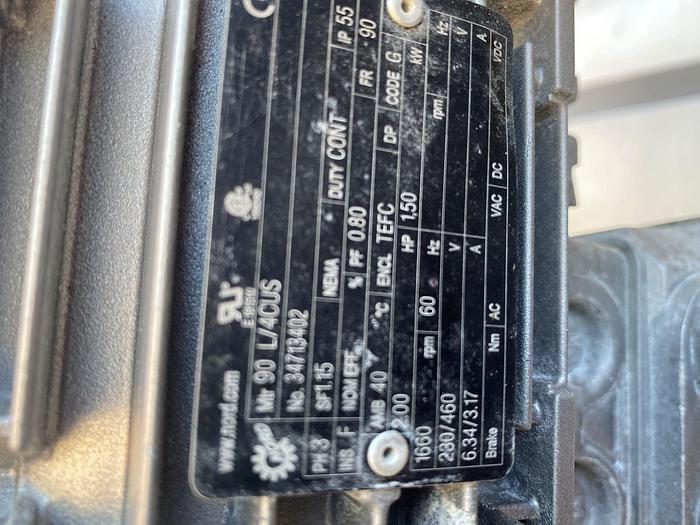 www.nord.com
E191510
Mtr 90 L/4CUS
No. 34713402
PH 3 SF1.15 NEMA DUTY CONT IP 55
INS. F NOM EFF. % PF 0.80 FR 90
AMB 40 °C ENCL TEFC DP CODE G
2.00 HP 1.50 kW
1660 rpm 60 Hz rpm Hz
230/460 V V
6.34/3.17 A A
Brake Nm AC VAC DC VDC